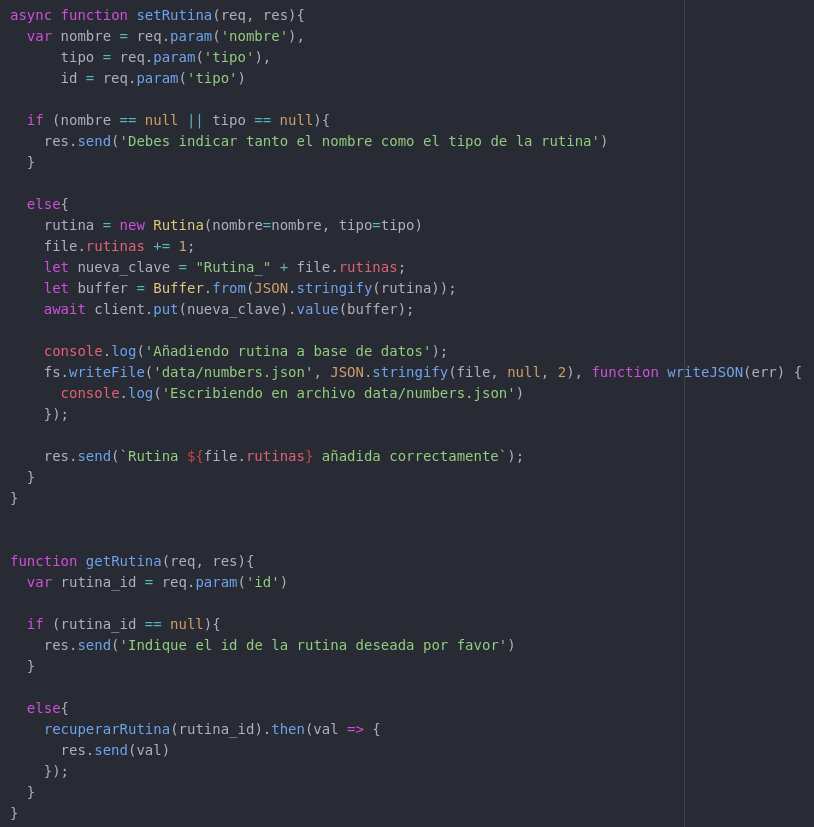 async function setRutina(req, res){
  var nombre = req.param('nombre'),
      tipo = req.param('tipo'),
      id = req.param('tipo')

  if (nombre == null || tipo == null){
    res.send('Debes indicar tanto el nombre como el tipo de la rutina')
  }

  else{
    rutina = new Rutina(nombre=nombre, tipo=tipo)
    file.rutinas += 1;
    let nueva_clave = "Rutina_" + file.rutinas;
    let buffer = Buffer.from(JSON.stringify(rutina));
    await client.put(nueva_clave).value(buffer);

    console.log('Añadiendo rutina a base de datos');
    fs.writeFile('data/numbers.json', JSON.stringify(file, null, 2), function writeJSON(err) {
      console.log('Escribiendo en archivo data/numbers.json')
    });

    res.send(`Rutina ${file.rutinas} añadida correctamente`);
  }
}


function getRutina(req, res){
  var rutina_id = req.param('id')

  if (rutina_id == null){
    res.send('Indique el id de la rutina deseada por favor')
  }

  else{
    recuperarRutina(rutina_id).then(val => {
      res.send(val)
    });
  }
}